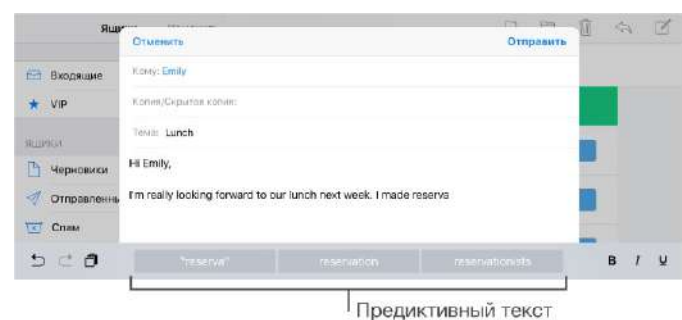 Отменить
Отправить
Кому: Emily
Копия/Скрытая копия:
Тема: Lunch
Hi Emily,
I'm really looking forward to our lunch next week. I made reserva
Входящие
VIP
ЯЩИКИ
Черновики
Отправленны
Спам
"reserva" reservation reservationists
B I U
Предиктивный текст